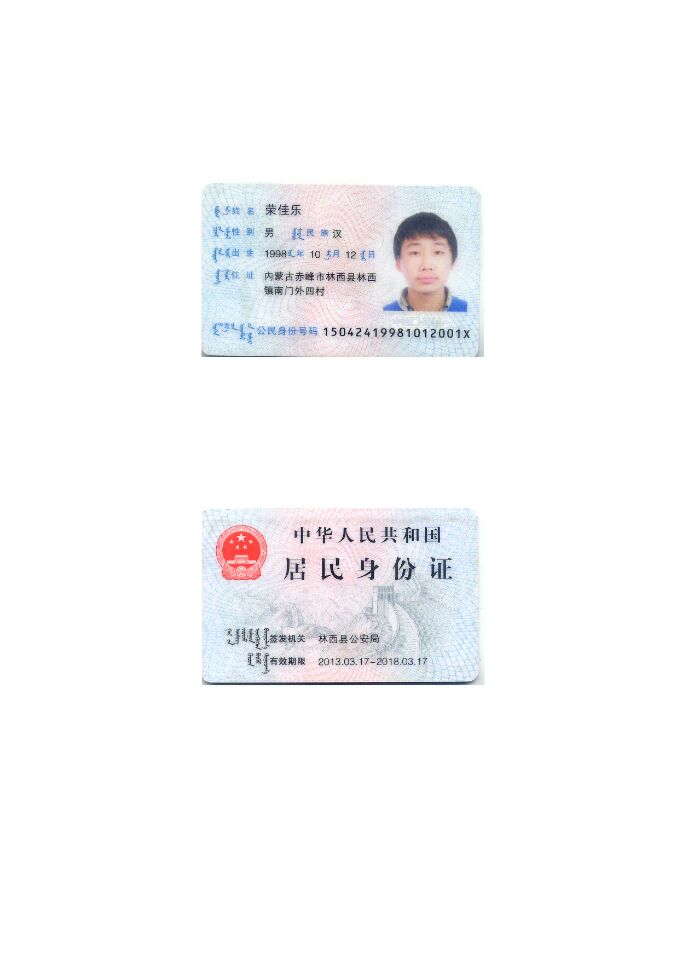 姓名 荣佳乐
性别 男 民族 汉
出生 1998 年 10 月 12 日
住址 内蒙古赤峰市林西县林西
镇南门外四村
公民身份号码 15042419981012001X
中华人民共和国
居民身份证
签发机关 林西县公安局
有效期限 2013.03.17-2018.03.17